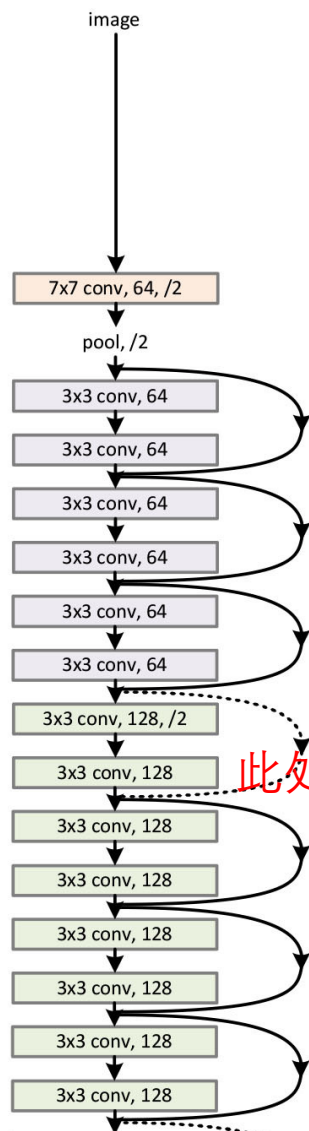 image
7x7 conv, 64, /2
pool, /2
3x3 conv, 64
3x3 conv, 64
3x3 conv, 64
3x3 conv, 64
3x3 conv, 64
3x3 conv, 64
3x3 conv, 128, /2
3x3 conv, 128
此处
3x3 conv, 128
3x3 conv, 128
3x3 conv, 128
3x3 conv, 128
3x3 conv, 128
3x3 conv, 128